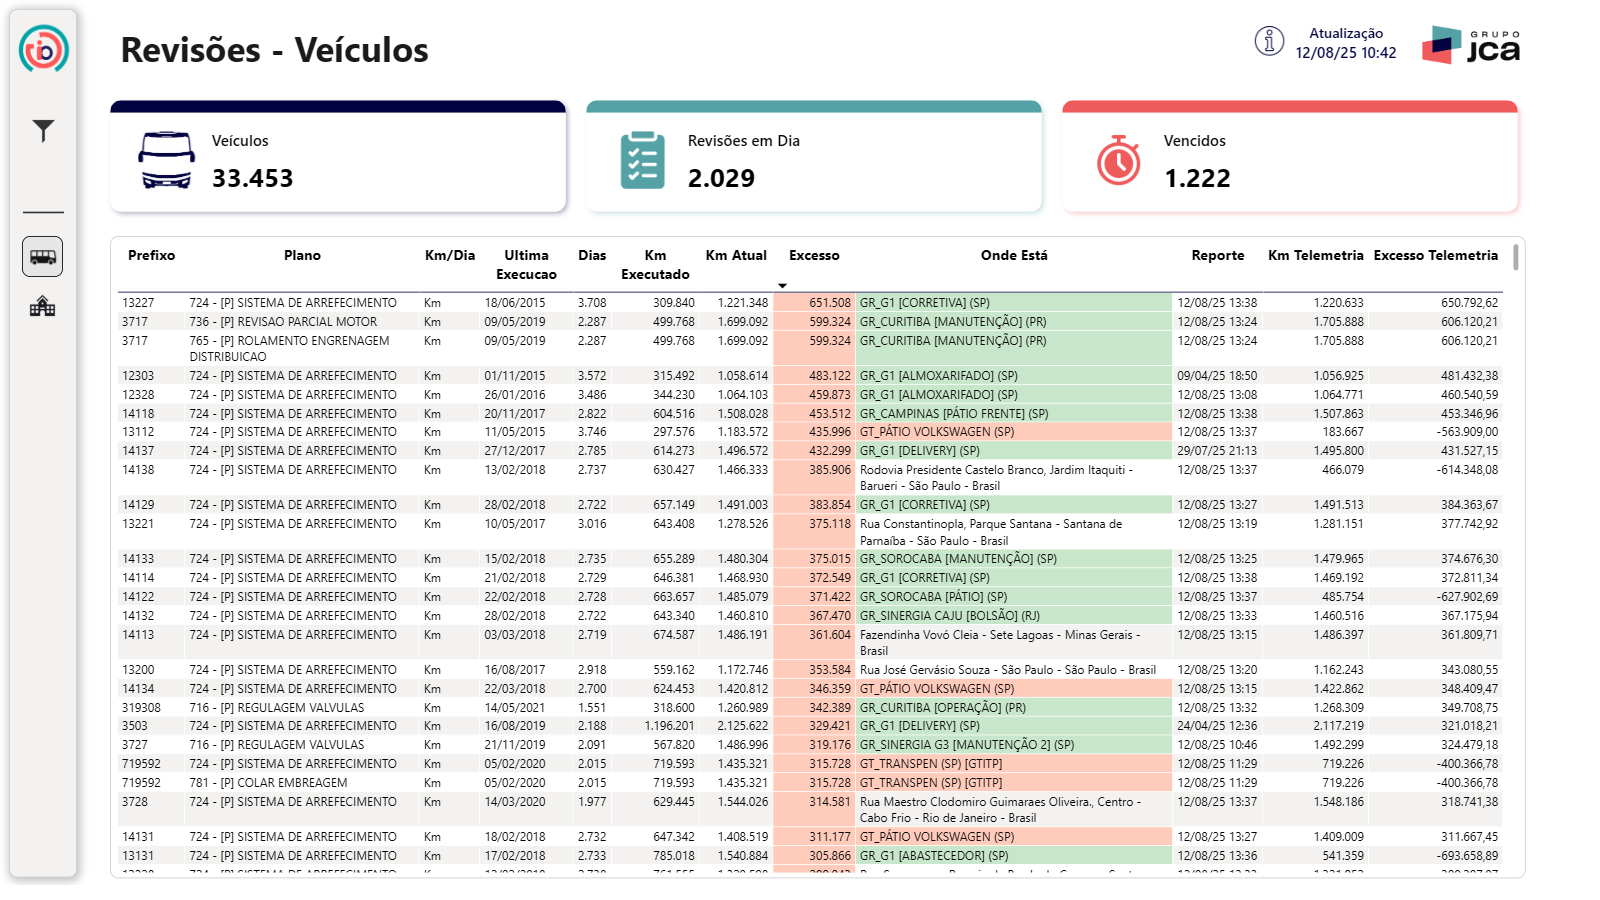 Revisões - Veículos
Atualização
12/08/25 10:42
GRUPO
jca
Veículos
33.453
Revisões em Dia
2.029
Vencidos
1.222
Prefixo Plano Km/Dia Ultima Execucao Dias Km Executado Km Atual Excesso Onde Está Reporte Km Telemetria Excesso Telemetria
13227 724 - [P] SISTEMA DE ARREFECIMENTO Km 18/06/2015 3.708 309.840 1.221.348 651.508 GR_G1 [CORRETIVA] (SP) 12/08/25 13:38 1.220.633 650.792,62
3717 736 - [P] REVISAO PARCIAL MOTOR Km 09/05/2019 2.287 499.768 1.699.092 599.324 GR_CURITIBA [MANUTENÇÃO] (PR) 12/08/25 13:24 1.705.888 606.120,21
3717 765 - [P] ROLAMENTO ENGRENAGEM DISTRIBUICAO Km 09/05/2019 2.287 499.768 1.699.092 599.324 GR_CURITIBA [MANUTENÇÃO] (PR) 12/08/25 13:24 1.705.888 606.120,21
12303 724 - [P] SISTEMA DE ARREFECIMENTO Km 01/11/2015 3.572 315.492 1.058.614 483.122 GR_G1 [ALMOXARIFADO] (SP) 09/04/25 18:50 1.056.925 481.432,38
12328 724 - [P] SISTEMA DE ARREFECIMENTO Km 26/01/2016 3.486 344.230 1.064.103 459.873 GR_G1 [ALMOXARIFADO] (SP) 12/08/25 13:08 1.064.771 460.540,59
14118 724 - [P] SISTEMA DE ARREFECIMENTO Km 20/11/2017 2.822 604.516 1.508.028 453.512 GR_CAMPINAS [PÁTIO FRENTE] (SP) 12/08/25 13:38 1.507.863 453.346,96
13112 724 - [P] SISTEMA DE ARREFECIMENTO Km 11/05/2015 3.746 297.576 1.183.572 435.996 GT_PÁTIO VOLKSWAGEN (SP) 12/08/25 13:37 183.667 -563.909,00
14137 724 - [P] SISTEMA DE ARREFECIMENTO Km 27/12/2017 2.785 614.273 1.496.572 432.299 GR_G1 [DELIVERY] (SP) 29/07/25 21:13 1.495.800 431.527,15
14138 724 - [P] SISTEMA DE ARREFECIMENTO Km 13/02/2018 2.737 630.427 1.466.333 385.906 Rodovia Presidente Castelo Branco, Jardim Itaquiti - Barueri - São Paulo - Brasil 12/08/25 13:37 466.079 -614.348,08
14129 724 - [P] SISTEMA DE ARREFECIMENTO Km 28/02/2018 2.722 657.149 1.491.003 383.854 GR_G1 [CORRETIVA] (SP) 12/08/25 13:27 1.491.513 384.363,67
13221 724 - [P] SISTEMA DE ARREFECIMENTO Km 10/05/2017 3.016 643.408 1.278.526 375.118 Rua Constantinopla, Parque Santana - Santana de Parnaíba - São Paulo - Brasil 12/08/25 13:19 1.281.151 377.742,92
14133 724 - [P] SISTEMA DE ARREFECIMENTO Km 15/02/2018 2.735 655.289 1.480.304 375.015 GR_SOROCABA [MANUTENÇÃO] (SP) 12/08/25 13:25 1.479.965 374.676,30
14114 724 - [P] SISTEMA DE ARREFECIMENTO Km 21/02/2018 2.729 646.381 1.468.930 372.549 GR_G1 [CORRETIVA] (SP) 12/08/25 13:38 1.469.192 372.811,34
14122 724 - [P] SISTEMA DE ARREFECIMENTO Km 22/02/2018 2.728 663.657 1.485.079 371.422 GR_SOROCABA [PÁTIO] (SP) 12/08/25 13:37 485.754 -627.902,69
14132 724 - [P] SISTEMA DE ARREFECIMENTO Km 28/02/2018 2.722 643.340 1.460.810 367.470 GR_SINERGIA CAJU [BOLSÃO] (RJ) 12/08/25 13:33 1.460.516 367.175,94
14113 724 - [P] SISTEMA DE ARREFECIMENTO Km 03/03/2018 2.719 674.587 1.486.191 361.604 Fazendinha Vovó Cleia - Sete Lagoas - Minas Gerais - Brasil 12/08/25 13:15 1.486.397 361.809,71
13200 724 - [P] SISTEMA DE ARREFECIMENTO Km 16/08/2017 2.918 559.162 1.172.746 353.584 Rua José Gervásio Souza - São Paulo - São Paulo - Brasil 12/08/25 13:20 1.162.243 343.080,55
14134 724 - [P] SISTEMA DE ARREFECIMENTO Km 22/03/2018 2.700 624.453 1.420.812 346.359 GT_PÁTIO VOLKSWAGEN (SP) 12/08/25 13:15 1.422.862 348.409,47
319308 716 - [P] REGULAGEM VALVULAS Km 14/05/2021 1.551 318.600 1.260.989 342.389 GR_CURITIBA [OPERAÇÃO] (PR) 12/08/25 13:32 1.268.309 349.708,75
3503 724 - [P] SISTEMA DE ARREFECIMENTO Km 16/08/2019 2.188 1.196.201 2.125.622 329.421 GR_G1 [DELIVERY] (SP) 24/04/25 12:36 2.117.219 321.018,21
3727 716 - [P] REGULAGEM VALVULAS Km 21/11/2019 2.091 567.820 1.486.996 319.176 GR_SINERGIA G3 [MANUTENÇÃO 2] (SP) 12/08/25 10:46 1.492.299 324.479,18
719592 724 - [P] SISTEMA DE ARREFECIMENTO Km 05/02/2020 2.015 719.593 1.435.321 315.728 GT_TRANSPEN (SP) [GTITP] 12/08/25 11:29 719.226 -400.366,78
719592 781 - [P] COLAR EMBREAGEM Km 05/02/2020 2.015 719.593 1.435.321 315.728 GT_TRANSPEN (SP) [GTITP] 12/08/25 11:29 719.226 -400.366,78
3728 724 - [P] SISTEMA DE ARREFECIMENTO Km 14/03/2020 1.977 629.445 1.544.026 314.581 Rua Maestro Clodomiro Guimaraes Oliveira., Centro - Cabo Frio - Rio de Janeiro - Brasil 12/08/25 13:37 1.548.186 318.741,38
14131 724 - [P] SISTEMA DE ARREFECIMENTO Km 18/02/2018 2.732 647.342 1.408.519 311.177 GT_PÁTIO VOLKSWAGEN (SP) 12/08/25 13:27 1.409.009 311.667,45
13131 724 - [P] SISTEMA DE ARREFECIMENTO Km 17/02/2018 2.733 785.018 1.540.884 305.866 GR_G1 [ABASTECEDOR] (SP) 12/08/25 13:36 541.359 -693.658,89